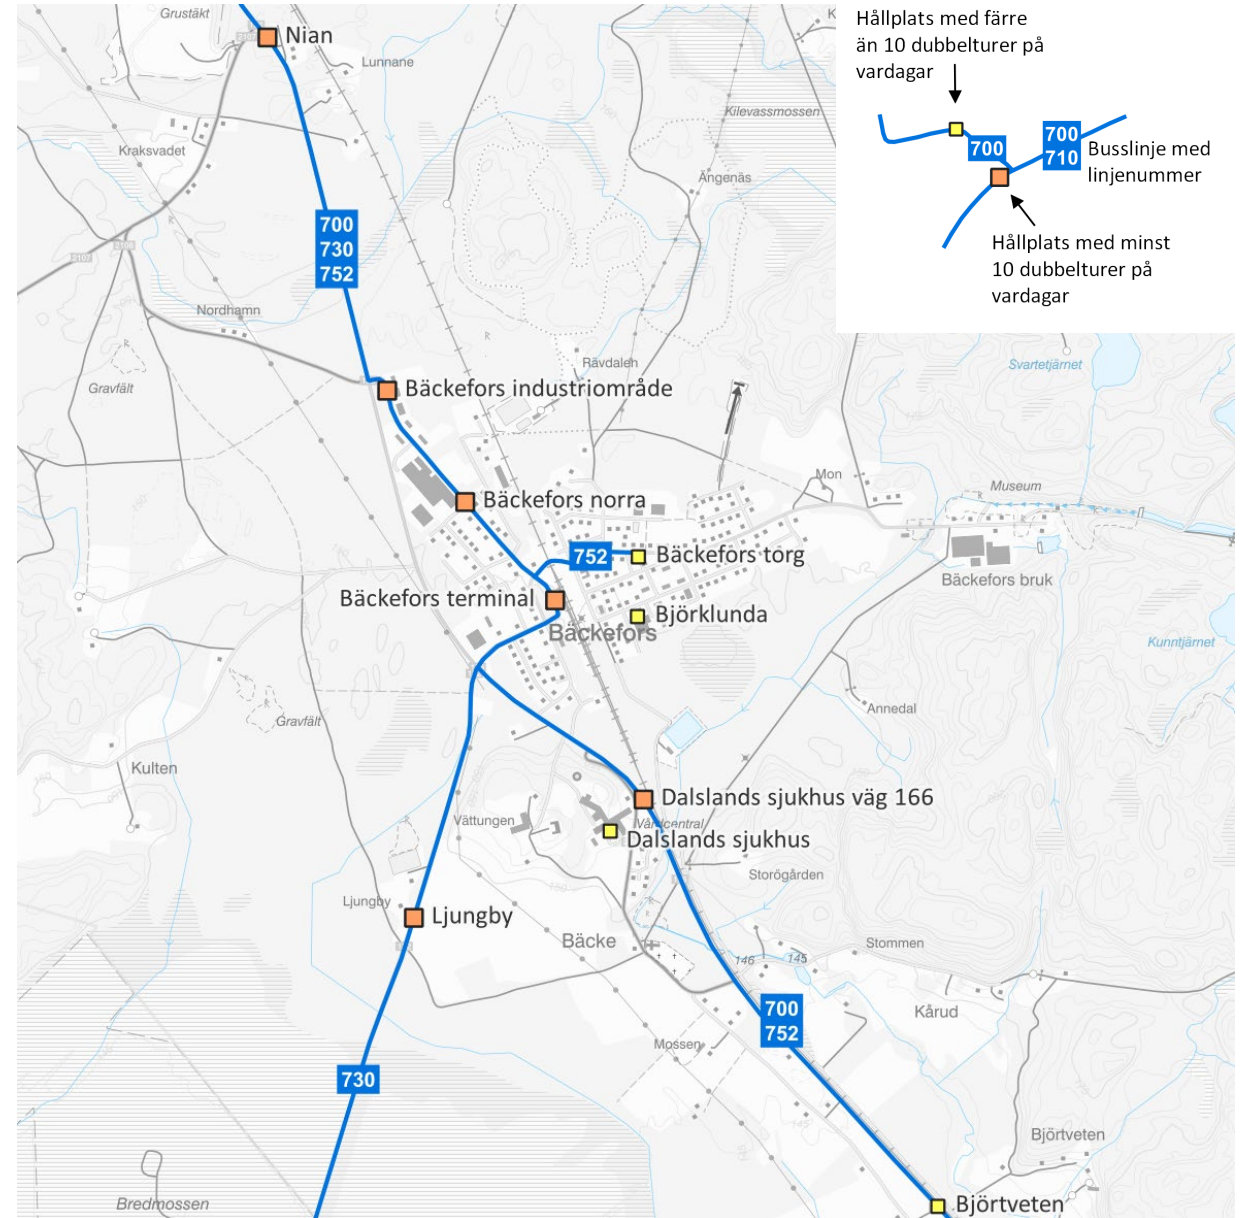 Grustäkt
Nian
2167
Lunnane
Kilevassmossen
Kraksvadet
Ängenäs
2107
700
730
752
Nordhamn
Gravfält
Rävdalen
Bäckefors industriområde
Svartetjärnet
Mon
Museum
Bäckefors norra
752
Bäckefors torg
Bäckefors bruk
Bäckefors terminal
Björklunda
Bäckefors
Kunntjärnet
Gravfält
Annedal
Kulten
Dalslands sjukhus väg 166
Vättungen
Vårdcentral
Dalslands sjukhus
Storögården
Ljungby
Ljungby
Bäcke
Stommen
146
145
700
752
Kårud
Mossen
730
145
Björtveten
Bredmossen
Björtveten
Hållplats med färre
än 10 dubbelturer på
vardagar
700
700
710
Busslinje med
linjenummer
Hållplats med minst
10 dubbelturer på
vardagar